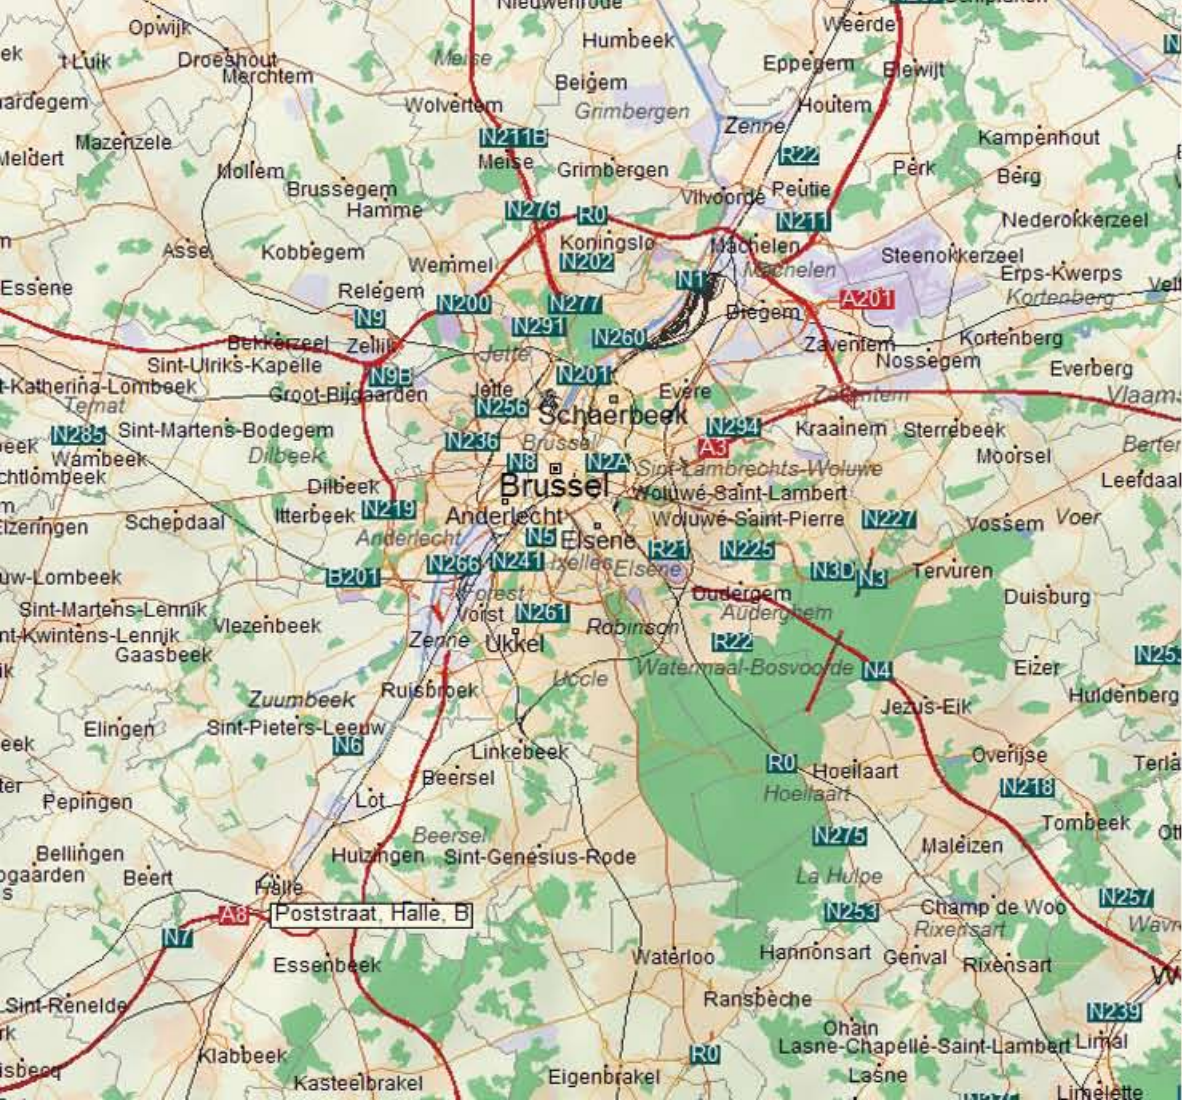 Nieuwenrode
Opwijk
Weerde
Humbeek
't Luik
Droeshout
Meise
Eppegem
Elewijt
Merchtem
Beigem
Wolvertem
Grimbergen
Houtem
Mazenzele
N211B
Zenne
Kampenhout
Meldert
Meise
Grimbergen
R22
Perk
Berg
Mollem
Brussegem
Vilvoorde
Peutie
Hamme
N276
R0
N211
Nederokkerzeel
Asse
Kobbegem
Koningslo
Machelen
Steenokkerzeel
Wemmel
N202
Machelen
Erps-Kwerps
Essene
Relegem
N1
A201
Kortenberg
N200
N277
Diegem
N9
N291
N260
Kortenberg
Bekkerzeel
Zellik
Jette
Zaventem
Nossegem
Sint-Ulriks-Kapelle
N9B
N201
Everberg
t-Katherina-Lombeek
Groot-Bijgaarden
Jette
Evere
Zaventem
Vlaams
Ternat
N256
Schaerbeek
N285
Sint-Martens-Bodegem
N236
Brussel
N294
Kraainem
Sterrebeek
Wambeek
Dilbeek
N8
N2A
A3
Moorsel
chtlombeek
Sint-Lambrechts-Woluwe
Dilbeek
Brussel
Woluwé-Saint-Lambert
Leefdaal
Itterbeek
N219
Anderlecht
Woluwé-Saint-Pierre
N227
Vossem
Voer
Schepdaal
Anderlecht
N5
Elsene
R21
N225
B201
N266
N241
Ixelles
Elsene
N3D
N3
Tervuren
uw-Lombeek
Forest
Oudergem
Duisburg
Sint-Martens-Lennik
Vorst
N261
Auderghem
Vlezenbeek
Robinson
nt-Kwintens-Lennik
Zenne
Ukkel
R22
Gaasbeek
Watermaal-Bosvoorde
N4
Eizer
Uccle
Zuumbeek
Ruisbroek
Huldenberg
Jezus-Eik
Elingen
Sint-Pieters-Leeuw
N6
Linkebeek
Overijse
R0
Hoeilaart
Beersel
N218
Hoeilaart
Pepingen
Lot
Tombeek
Beersel
N275
Maleizen
Bellingen
Huizingen
Sint-Genesius-Rode
Beert
La Hulpe
Halle
N257
A8
Poststraat, Halle, B
N253
Champ de Woo
Rixensart
N7
Waterloo
Hannonsart
Genval
Rixensart
Essenbeek
Ransbèche
Sint-Renelde
N239
Ohain
Limal
Lasne-Chapelle-Saint-Lambert
Klabbeek
R0
Lasne
Kasteelbrakel
Eigenbrakel
Limelette